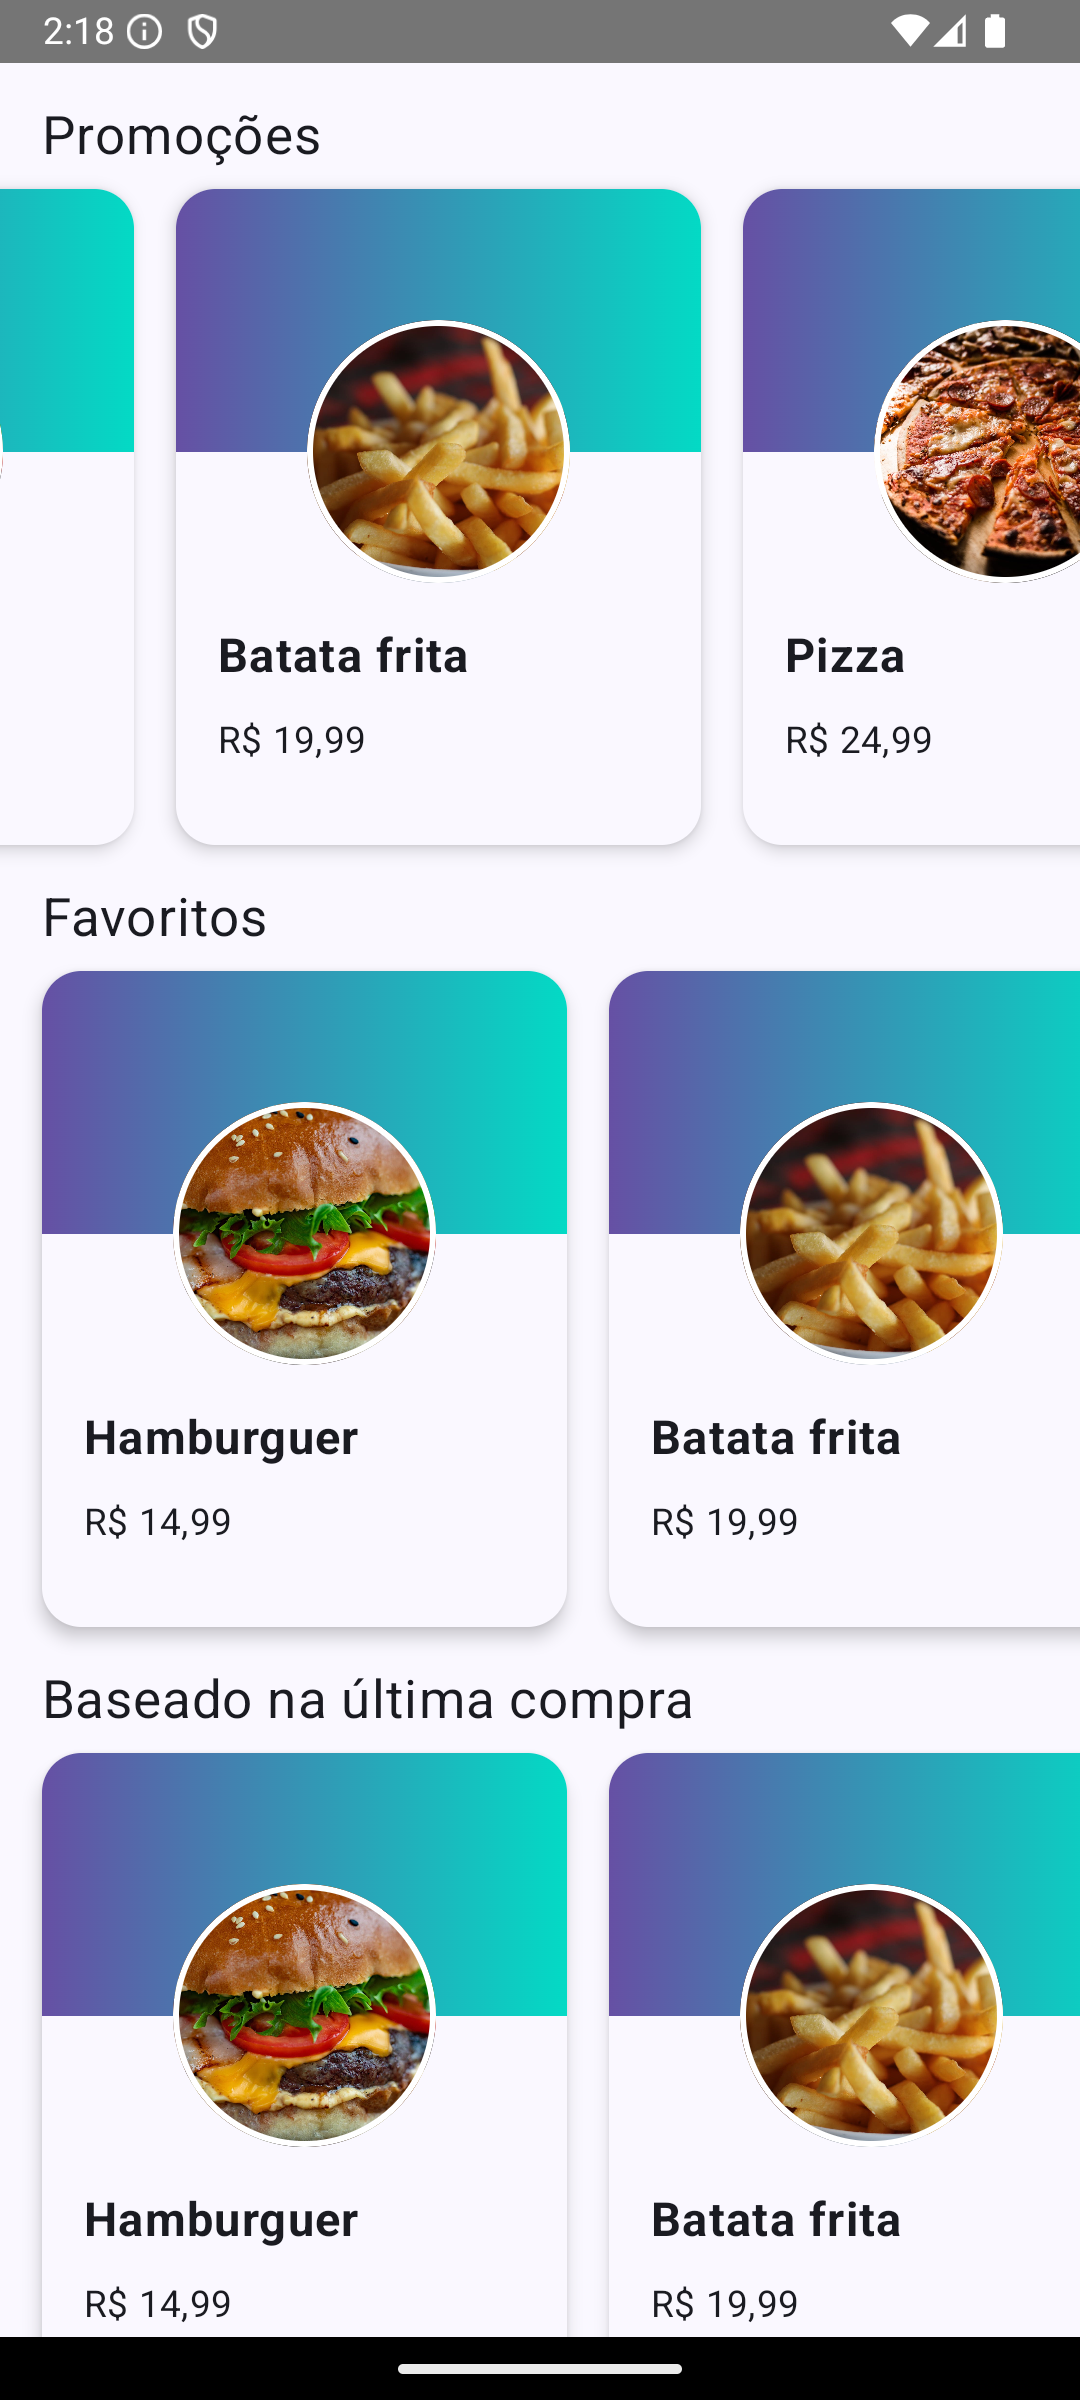 2:18
Promoções
Batata frita
R$ 19,99
Pizza
R$ 24,99
Favoritos
Hamburguer
R$ 14,99
Batata frita
R$ 19,99
Baseado na última compra
Hamburguer
R$ 14,99
Batata frita
R$ 19,99